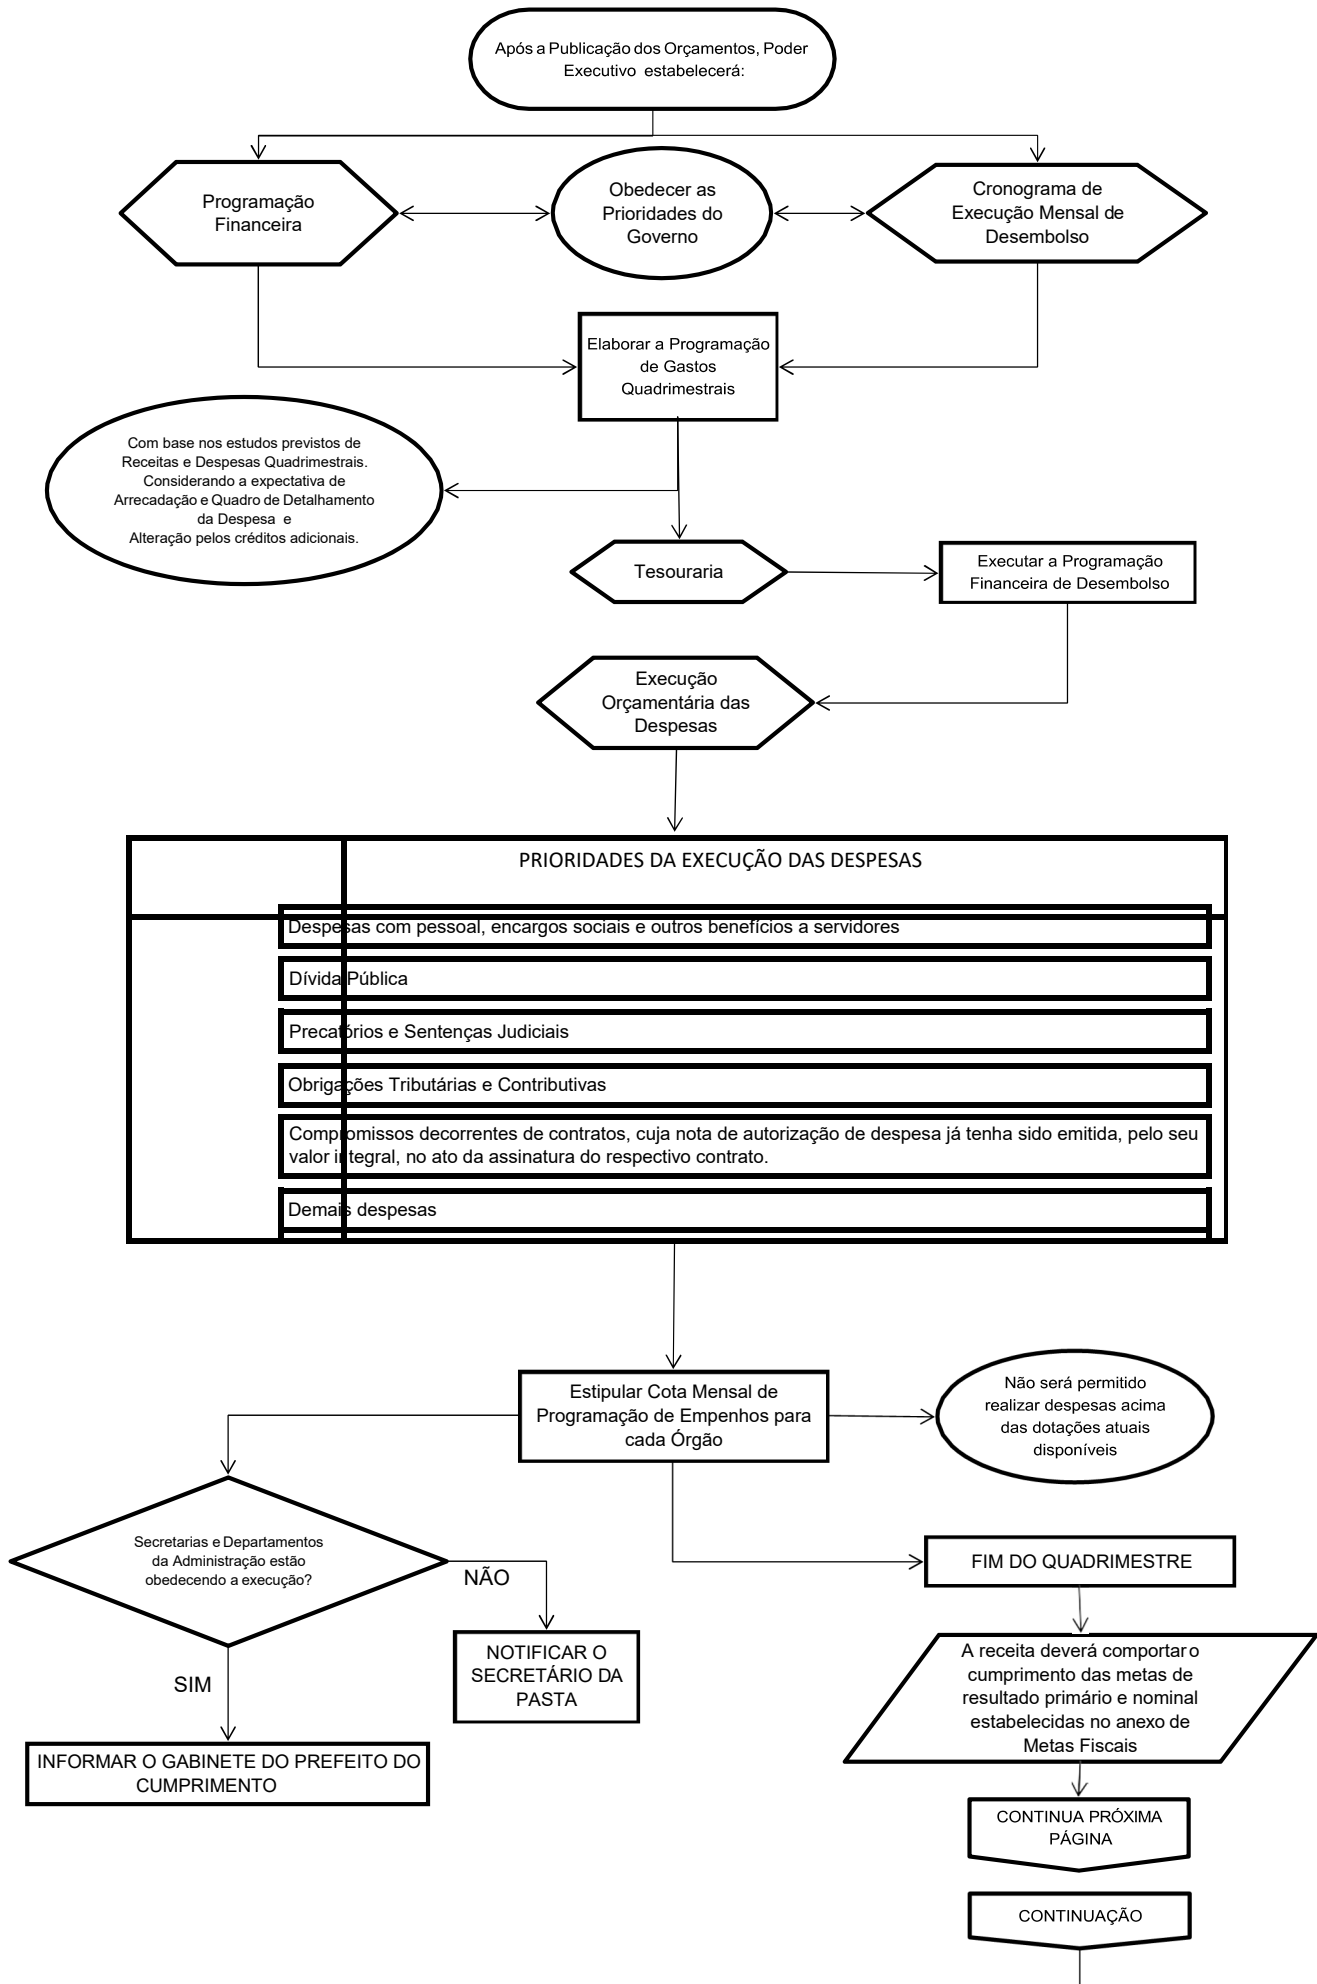 Após a Publicação dos Orçamentos, Poder
Executivo estabelecerá:
Programação
Financeira
Obedecer as
Prioridades do
Governo
Cronograma de
Execução Mensal de
Desembolso
Elaborar a Programação
de Gastos
Quadrimestrais
Com base nos estudos previstos de
Receitas e Despesas Quadrimestrais.
Considerando a expectativa de
Arrecadação e Quadro de Detalhamento
da Despesa e
Alteração pelos créditos adicionais.
Tesouraria
Executar a Programação
Financeira de Desembolso
Execução
Orçamentária das
Despesas
PRIORIDADES DA EXECUÇÃO DAS DESPESAS
Despesas com pessoal, encargos sociais e outros benefícios a servidores
Dívida Pública
Precatórios e Sentenças Judiciais
Obrigações Tributárias e Contributivas
Compromissos decorrentes de contratos, cuja nota de autorização de despesa já tenha sido emitida, pelo seu
valor integral, no ato da assinatura do respectivo contrato.
Demais despesas
Estipular Cota Mensal de
Programação de Empenhos para
cada Órgão
Não será permitido
realizar despesas acima
das dotações atuais
disponíveis
Secretarias e Departamentos
da Administração estão
obedecendo a execução?
NÃO
FIM DO QUADRIMESTRE
NOTIFICAR O
SECRETÁRIO DA
PASTA
SIM
A receita deverá comportar o
cumprimento das metas de
resultado primário e nominal
estabelecidas no anexo de
Metas Fiscais
INFORMAR O GABINETE DO PREFEITO DO
CUMPRIMENTO
CONTINUA PRÓXIMA
PÁGINA
CONTINUAÇÃO